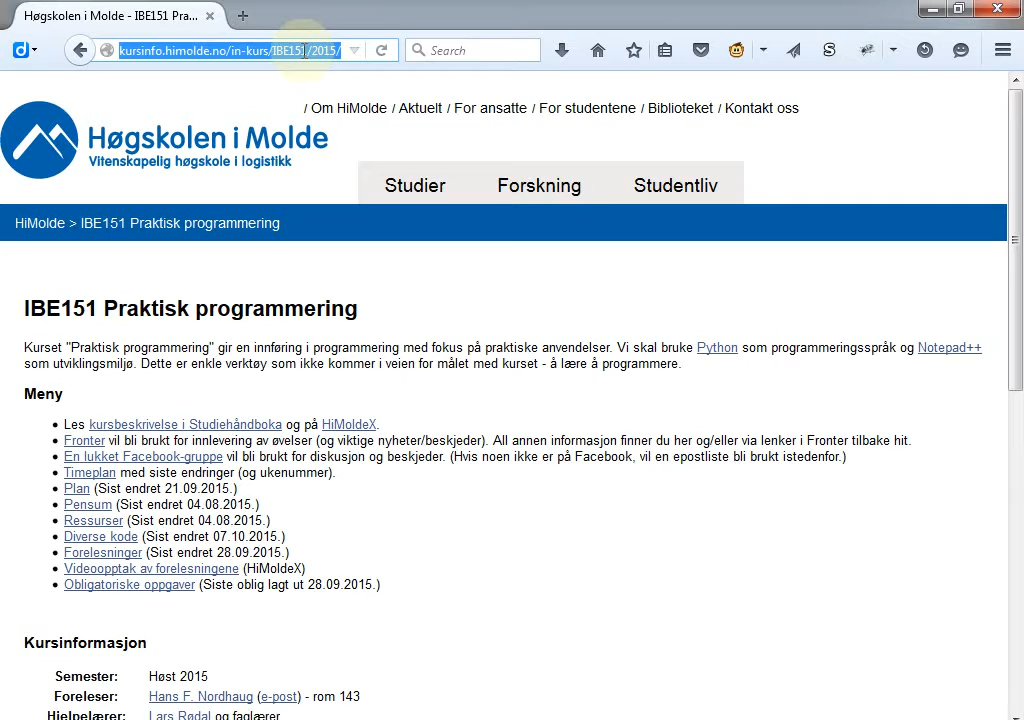 Høgskolen i Molde - IBE151 Pra...
kursinfo.himolde.no/in-kurs/IBE151/2015/
Search
/ Om HiMolde / Aktuelt / For ansatte / For studentene / Biblioteket / Kontakt oss
Høgskolen i Molde
Vitenskapelig høgskole i logistikk
Studier Forskning Studentliv
HiMolde > IBE151 Praktisk programmering
IBE151 Praktisk programmering
Kurset "Praktisk programmering" gir en innføring i programmering med fokus på praktiske anvendelser. Vi skal bruke Python som programmeringsspråk og Notepad++
som utviklingsmiljø. Dette er enkle verktøy som ikke kommer i veien for målet med kurset - å lære å programmere.
Meny
• Les kursbeskrivelse i Studiehåndboka og på HiMoldeX.
• Fronter vil bli brukt for innlevering av øvelser (og viktige nyheter/beskjeder). All annen informasjon finner du her og/eller via lenker i Fronter tilbake hit.
• En lukket Facebook-gruppe vil bli brukt for diskusjon og beskjeder. (Hvis noen ikke er på Facebook, vil en epostliste bli brukt istedenfor.)
• Timeplan med siste endringer (og ukenummer).
• Plan (Sist endret 21.09.2015.)
• Pensum (Sist endret 04.08.2015.)
• Ressurser (Sist endret 04.08.2015.)
• Diverse kode (Sist endret 07.10.2015.)
• Forelesninger (Sist endret 28.09.2015.)
• Videoopptak av forelesningene (HiMoldeX)
• Obligatoriske oppgaver (Siste oblig lagt ut 28.09.2015.)
Kursinformasjon
Semester: Høst 2015
Foreleser: Hans F. Nordhaug (e-post) - rom 143
Hjelpelærer: Lars Rødal og faglærer